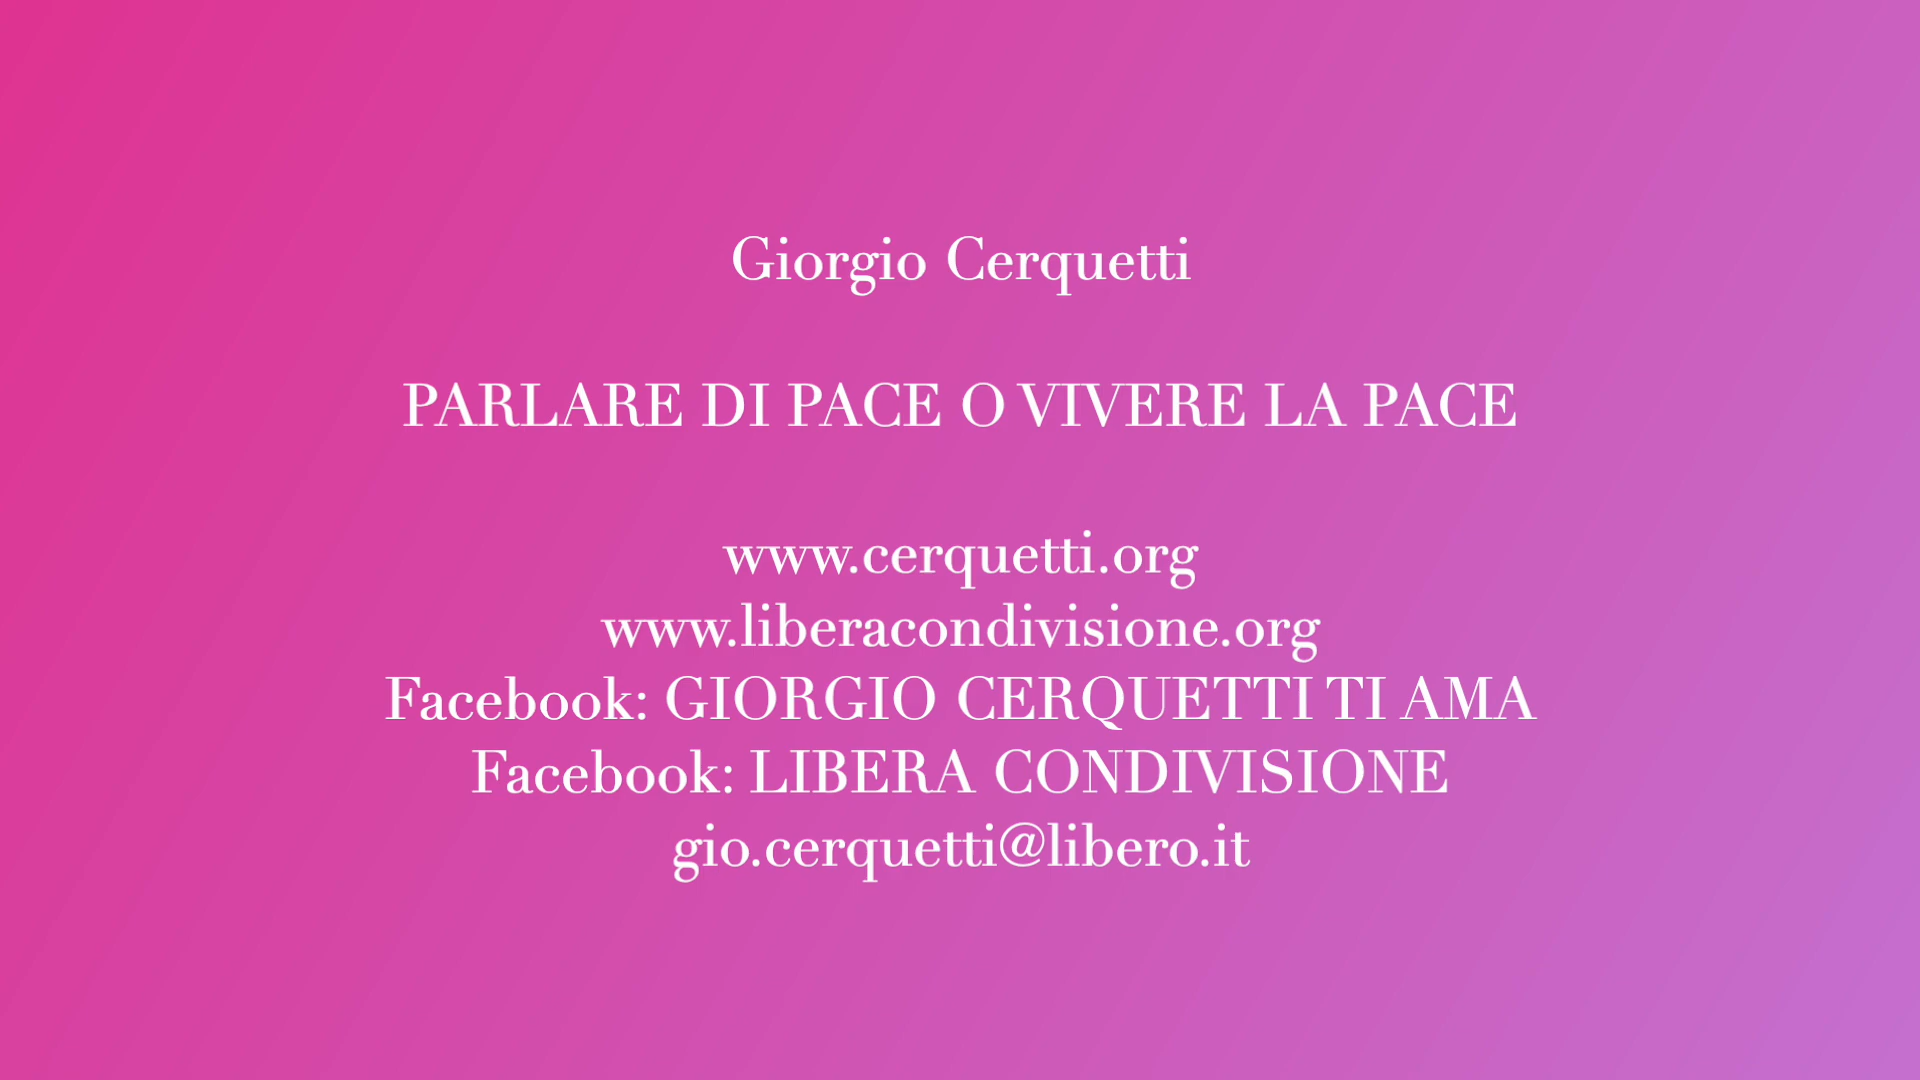 Giorgio Cerquetti
PARLARE DI PACE O VIVERE LA PACE
www.cerquetti.org
www.liberacondivisione.org
Facebook: GIORGIO CERQUETTI TI AMA
Facebook: LIBERA CONDIVISIONE
gio.cerquetti@libero.it